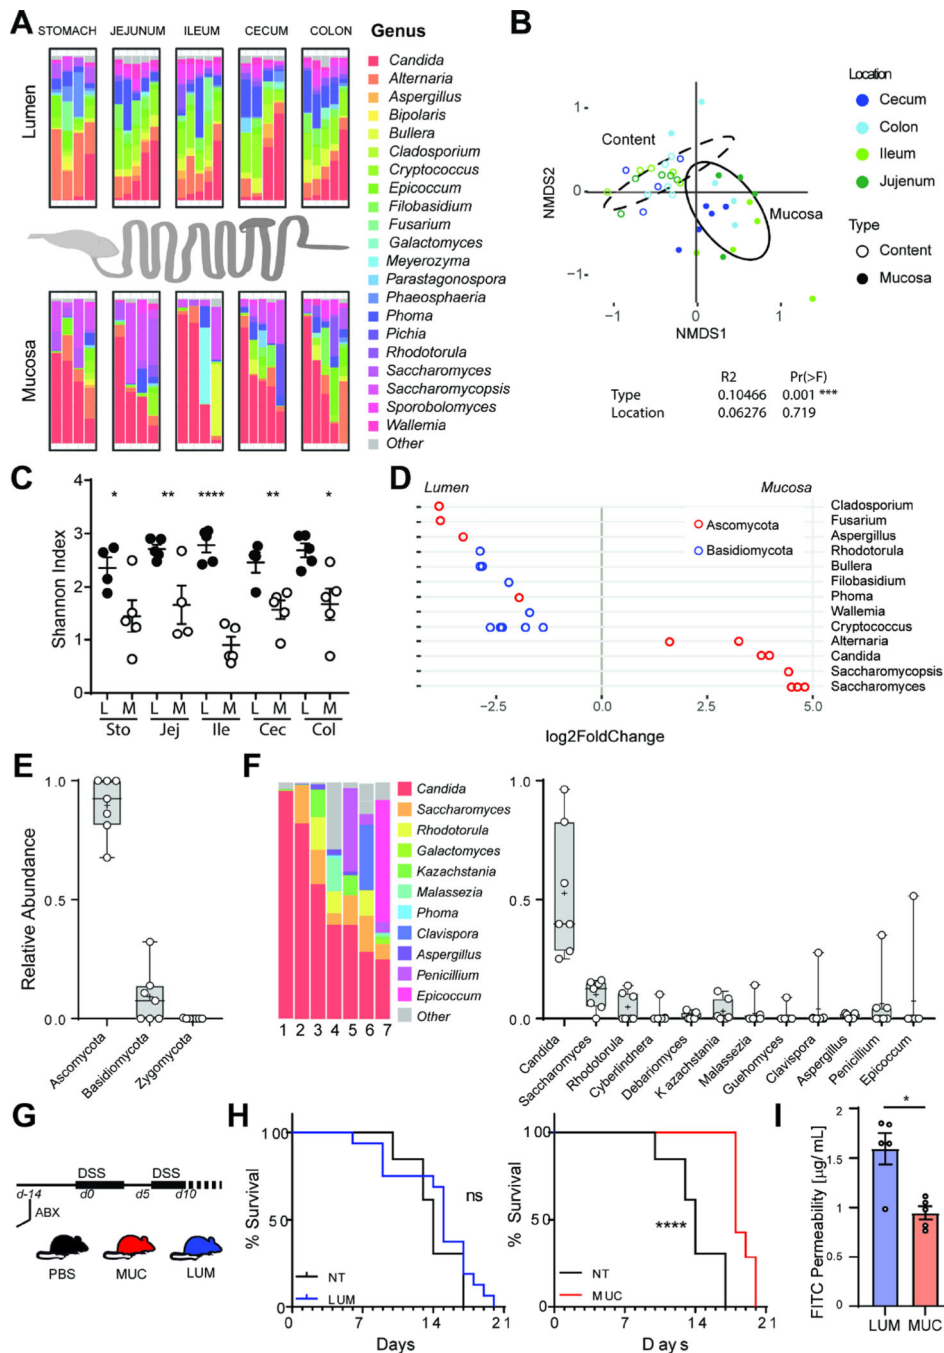 A
STOMACH JEJUNUM ILEUM CECUM COLON
Genus
Lumen
Candida
Alternaria
Aspergillus
Bipolaris
Bullera
Cladosporium
Cryptococcus
Epicoccum
Filobasidium
Fusarium
Galactomyces
Meyerozyma
Parastagonospora
Phaeosphaeria
Phoma
Pichia
Rhodotorula
Saccharomyces
Saccharomycopsis
Sporobolomyces
Wallemia
Other
Mucosa
B
NMDS2
1
0
−1
Content
Mucosa
−1 0 1
NMDS1
Location
Cecum
Colon
Ileum
Jujenum
Type
Content
Mucosa
R2 Pr(>F)
Type 0.10466 0.001 ***
Location 0.06276 0.719
C
Shannon Index
4
3
2
1
0
* ** **** ** *
L M L M L M L M L M
Sto Jej Ile Cec Col
D
Lumen Mucosa
Ascomycota
Basidiomycota
Cladosporium
Fusarium
Aspergillus
Rhodotorula
Bullera
Filobasidium
Phoma
Wallemia
Cryptococcus
Alternaria
Candida
Saccharomycopsis
Saccharomyces
-2.5 0.0 2.5 5.0
log2FoldChange
E
Relative Abundance
1.0
0.5
0.0
Ascomycota
Basidiomycota
Zygomycota
F
1 2 3 4 5 6 7
Candida
Saccharomyces
Rhodotorula
Galactomyces
Kazachstania
Malassezia
Phoma
Clavispora
Aspergillus
Penicillium
Epicoccum
Other
1.0
0.5
0.0
Candida
Saccharomyces
Rhodotorula
Cyberlindnera
Debariomyces
Kazachstania
Malassezia
Guehomyces
Clavispora
Aspergillus
Penicillium
Epicoccum
G
DSS DSS
d-14 d0 d5 d10
ABX
PBS MUC LUM
H
% Survival
100
50
0
ns
NT
LUM
0 7 14 21
Days
% Survival
100
50
0
****
NT
MUC
0 7 14 21
Days
I
FITC Permeability [µg/mL]
2
1.5
1
0.5
0
*
LUM MUC